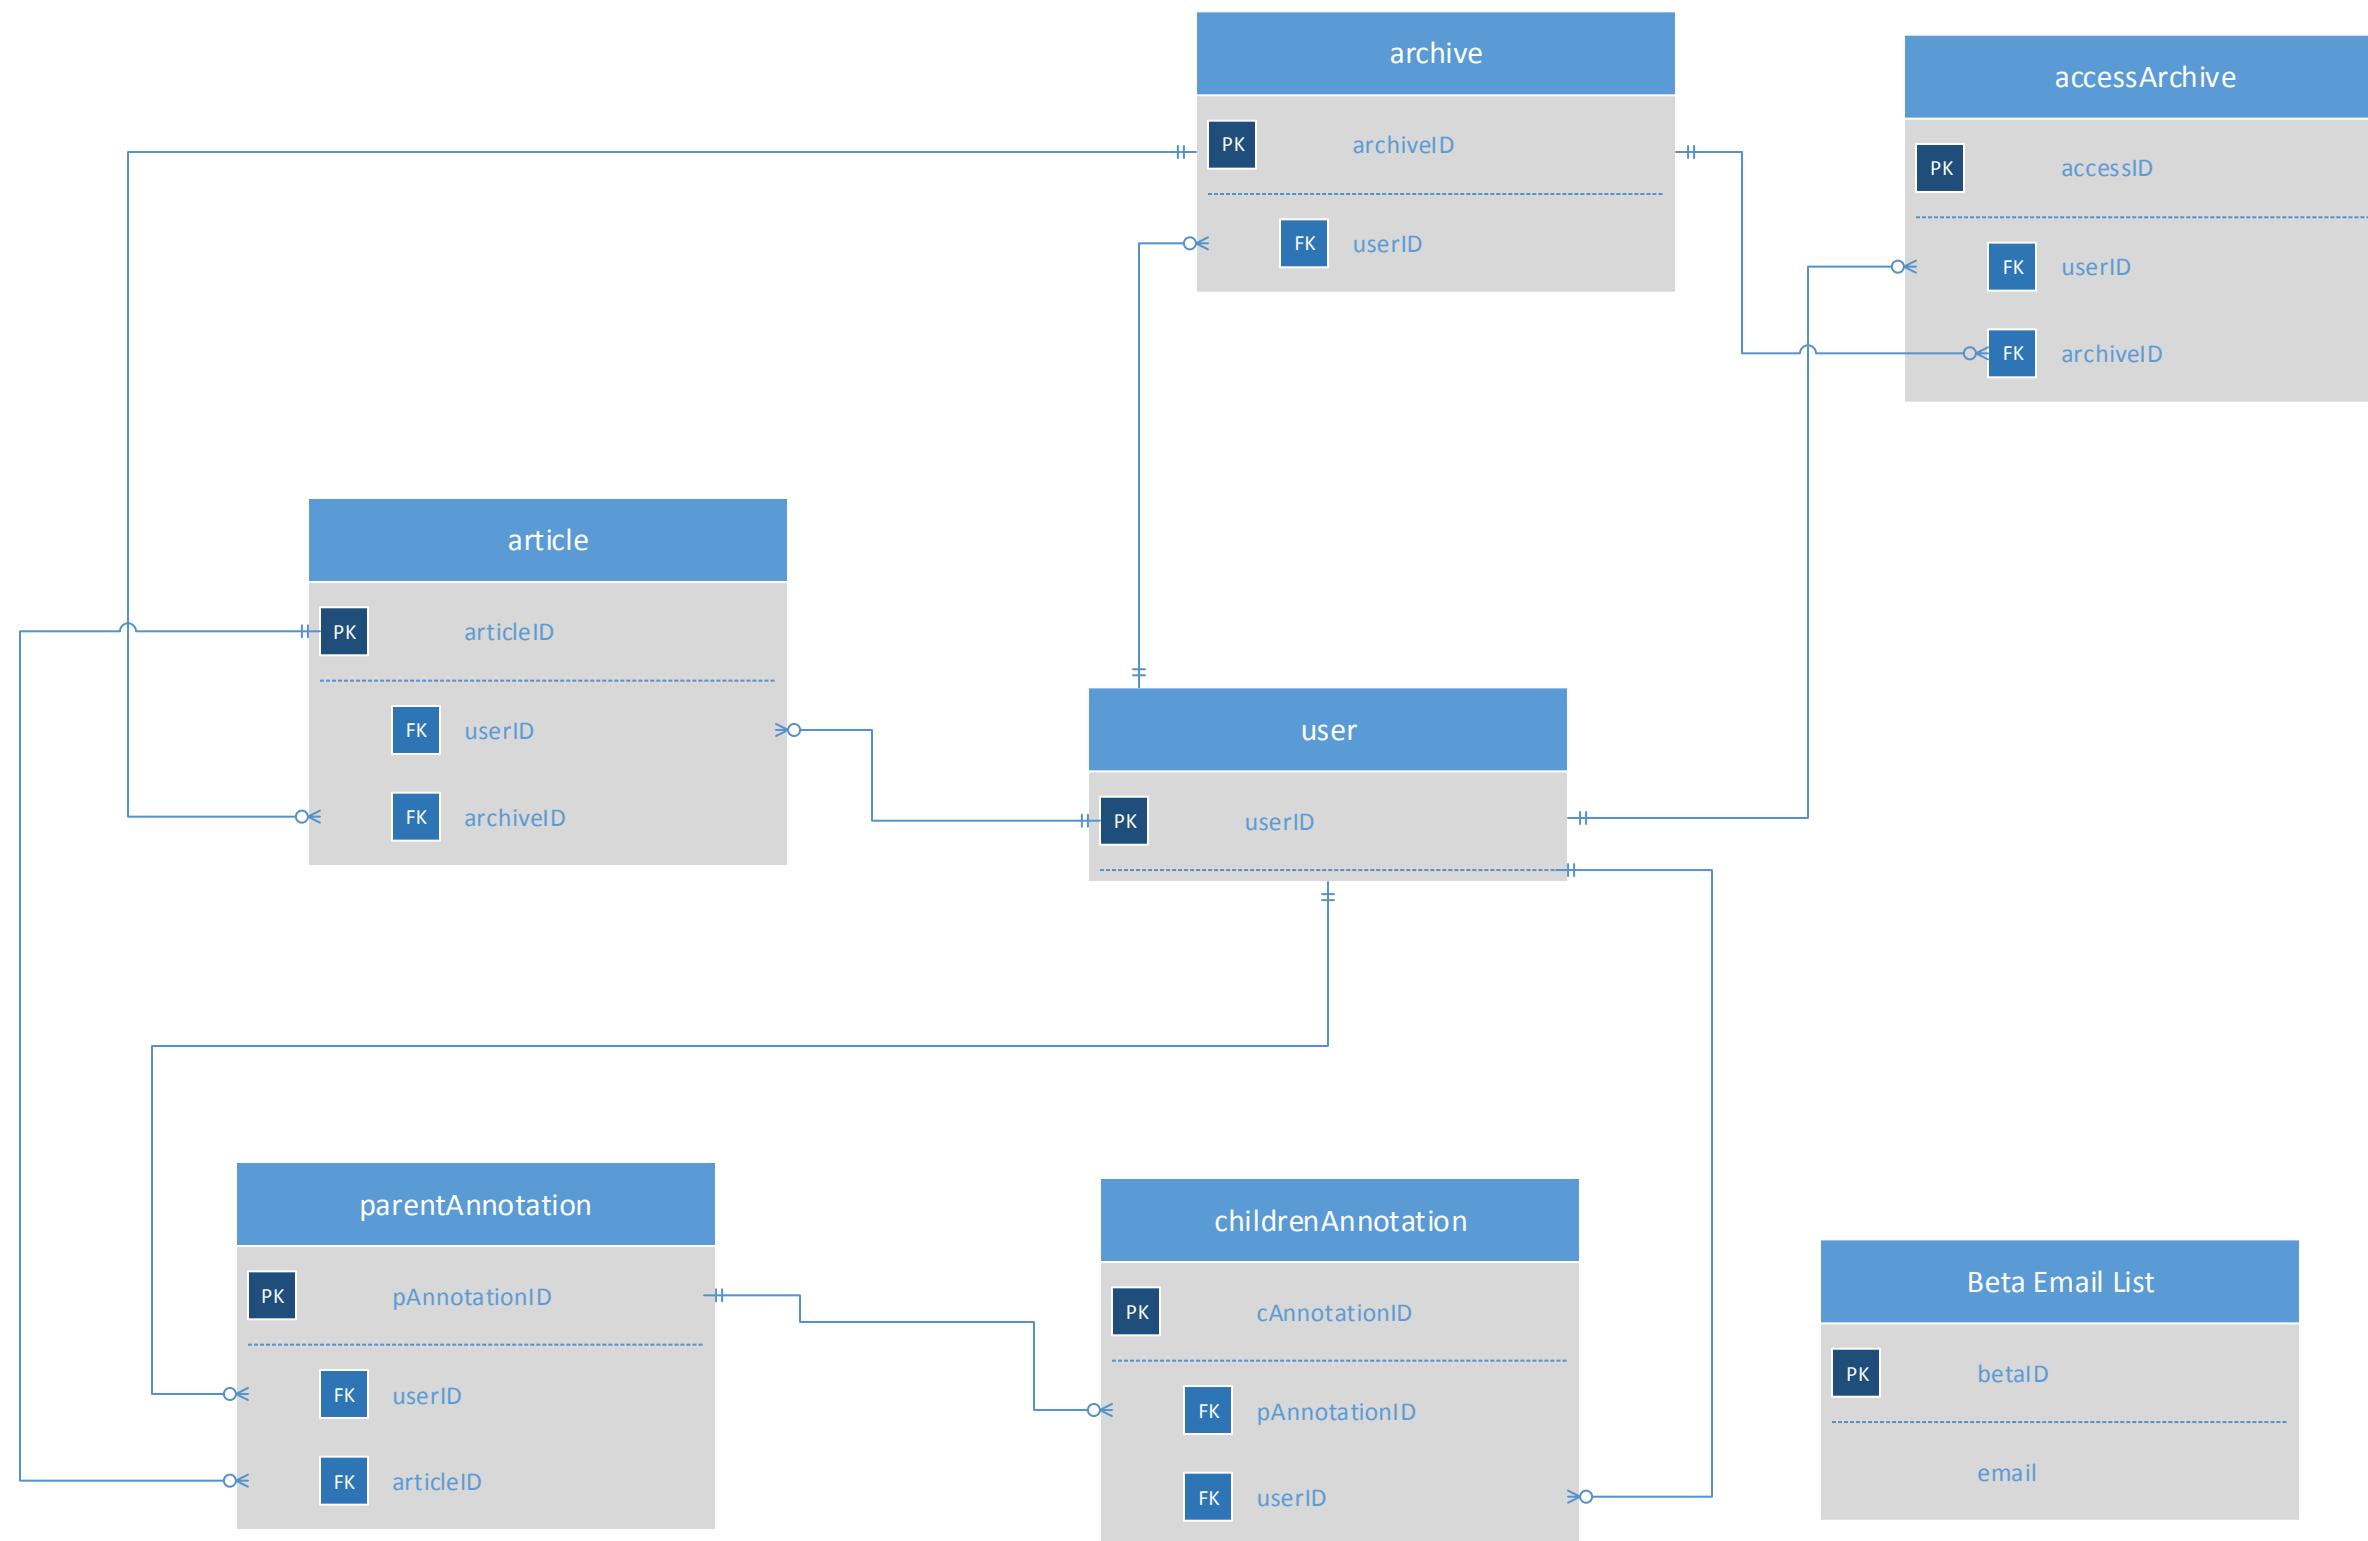 archive
PK archiveID
FK userID
accessArchive
PK accessID
FK userID
FK archiveID
article
PK articleID
FK userID
FK archiveID
user
PK userID
parentAnnotation
PK pAnnotationID
FK userID
FK articleID
childrenAnnotation
PK cAnnotationID
FK pAnnotationID
FK userID
Beta Email List
PK betaID
email